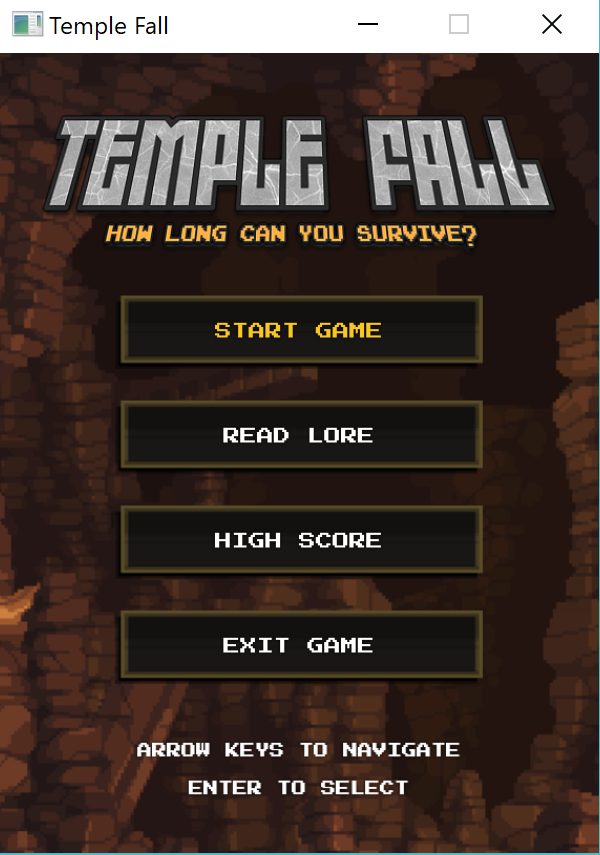 Temple Fall
TEMPLE FALL
HOW LONG CAN YOU SURVIVE?
START GAME
READ LORE
HIGH SCORE
EXIT GAME
ARROW KEYS TO NAVIGATE
ENTER TO SELECT